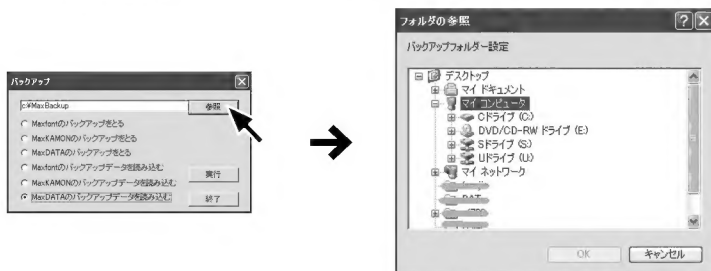 バックアップ
c:¥MaxBackup
参照
Maxfontのバックアップをとる
MaxKAMONのバックアップをとる
MaxDATAのバックアップをとる
Maxfontのバックアップデータを読み込む
MaxKAMONのバックアップデータを読み込む
MaxDATAのバックアップデータを読み込む
実行
終了
フォルダの参照
バックアップフォルダー設定
デスクトップ
マイ ドキュメント
マイ コンピュータ
Cドライブ (C:)
DVD/CD-RW ドライブ (E:)
Sドライブ (S:)
Uドライブ (U:)
マイ ネットワーク
OK
キャンセル